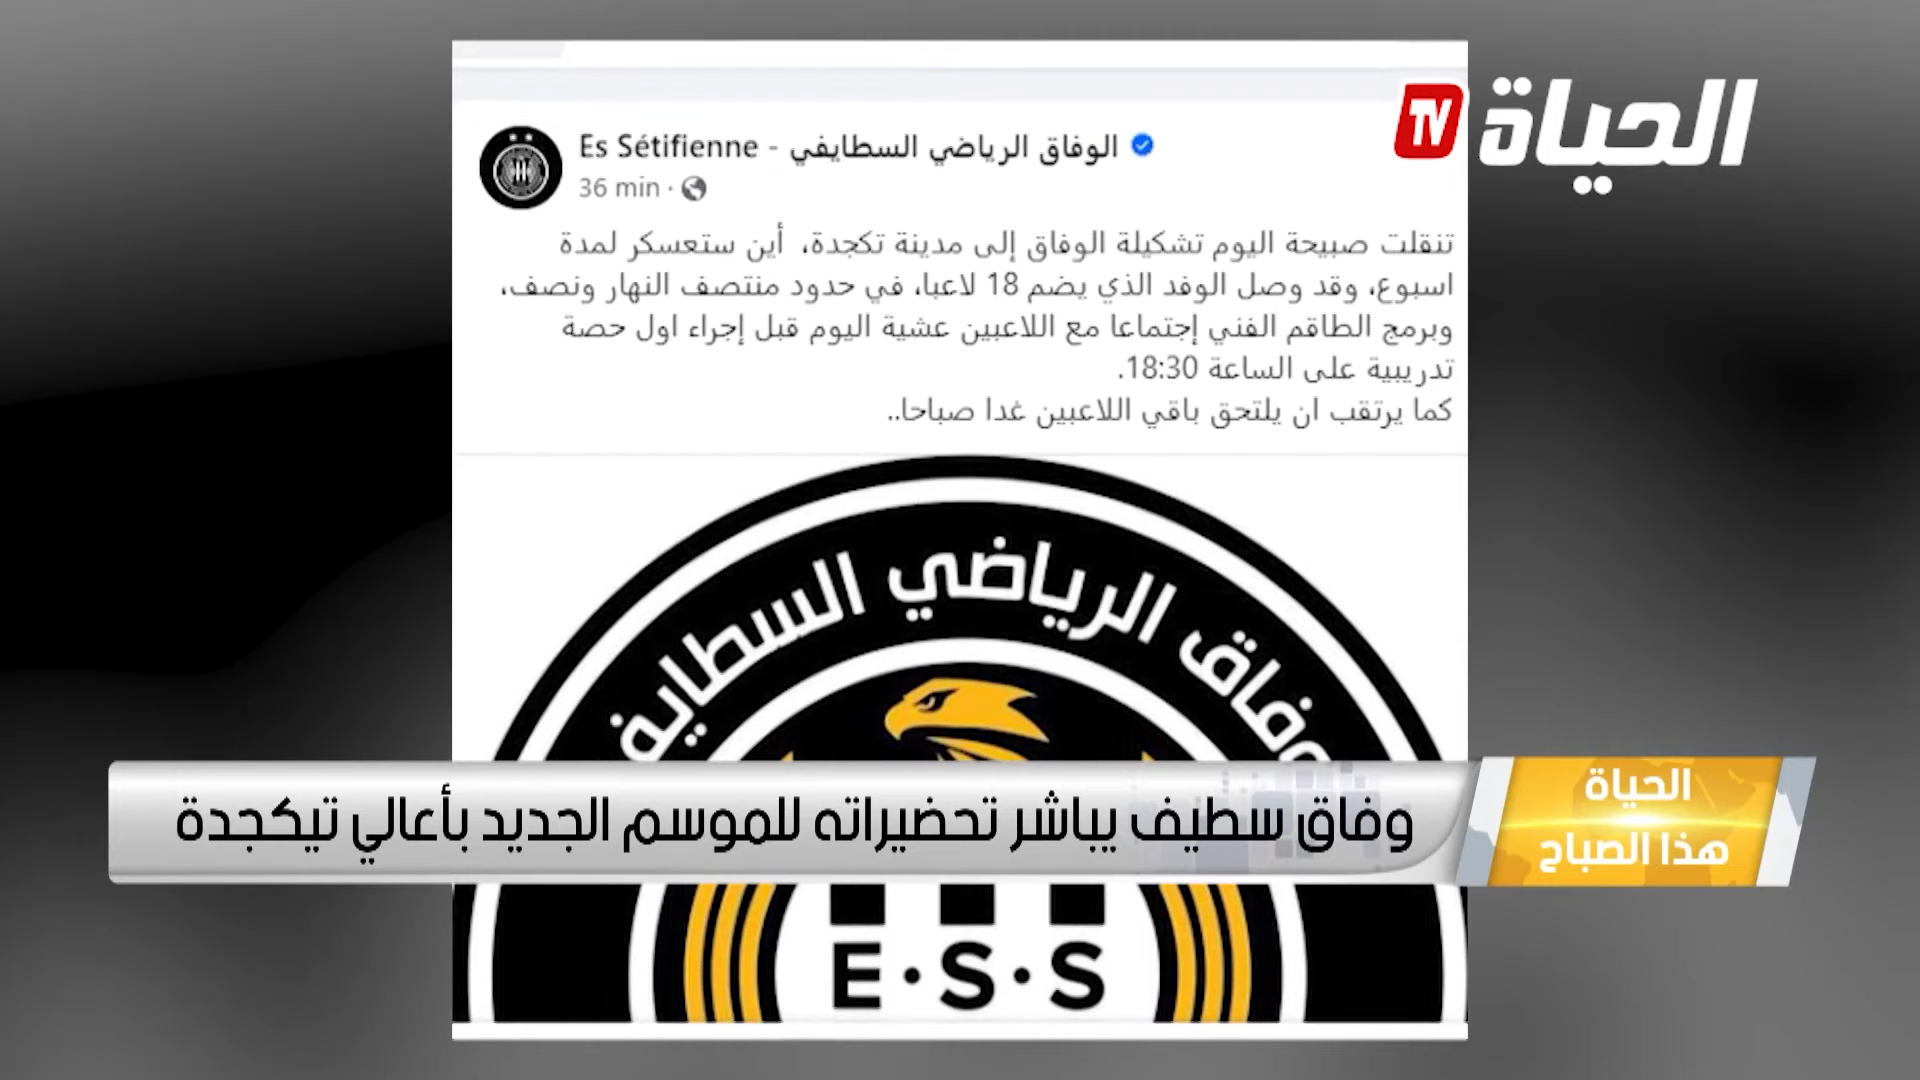 الحياة TV
Es Sétifienne - الوفاق الرياضي السطايفي
36 min ·
تنقلت صبيحة اليوم تشكيلة الوفاق إلى مدينة تكجدة، أين ستعسكر لمدة
اسبوع، وقد وصل الوفد الذي يضم 18 لاعبا، في حدود منتصف النهار ونصف،
وبرمج الطاقم الفني إجتماعا مع اللاعبين عشية اليوم قبل إجراء اول حصة
تدريبية على الساعة 18:30.
كما يرتقب ان يلتحق باقي اللاعبين غدا صباحا..
وفاق الرياضي السطايف
الحياة
هذا الصباح
وفاق سطيف يباشر تحضيراته للموسم الجديد بأعالي تيكجدة
E·S·S